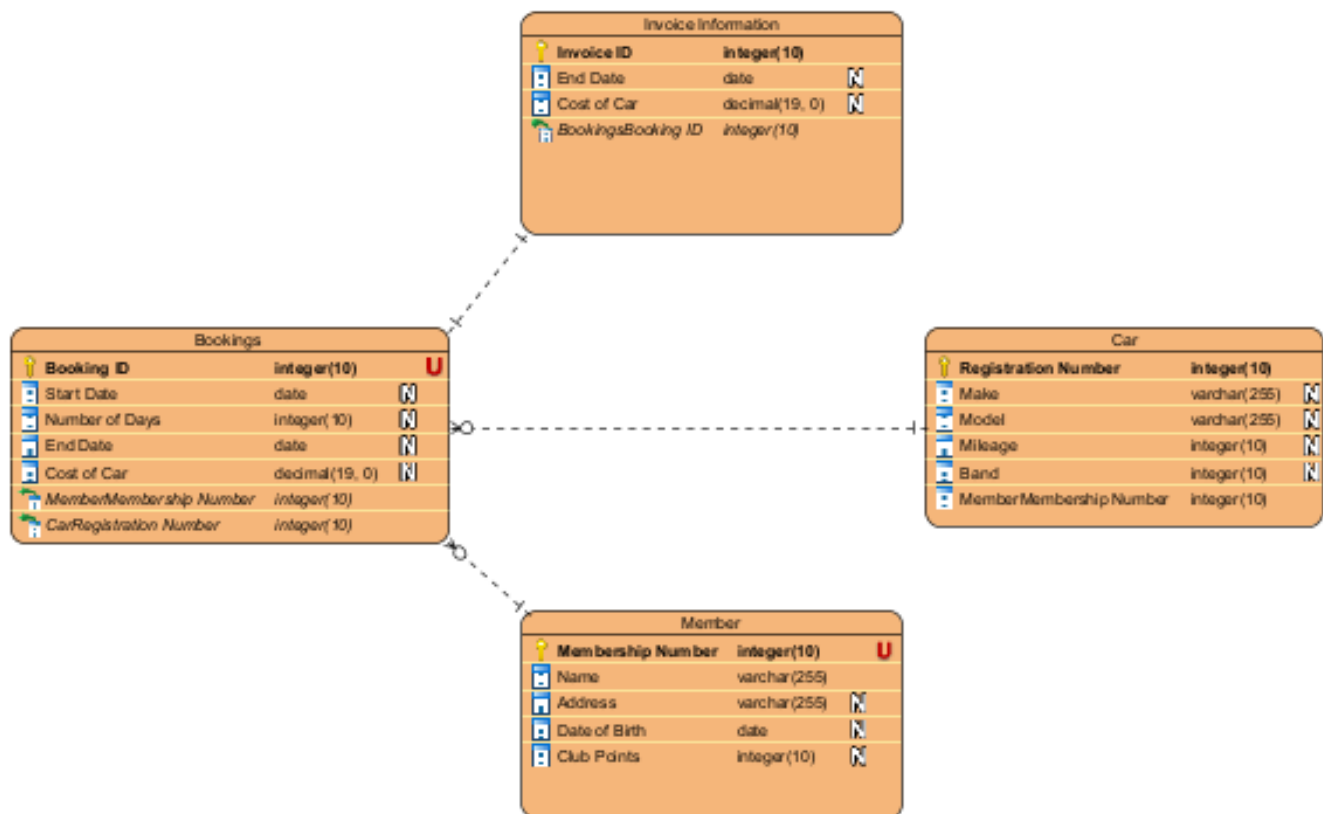 Invoice Information
Invoice ID integer(10)
End Date date N
Cost of Car decimal(19, 0) N
BookingsBooking ID integer(10)
Bookings
Booking ID integer(10) U
Start Date date N
Number of Days integer(10) N
End Date date N
Cost of Car decimal(19, 0) N
MemberMembership Number integer(10)
CarRegistration Number integer(10)
Car
Registration Number integer(10)
Make varchar(255) N
Model varchar(255) N
Mileage integer(10) N
Band integer(10) N
MemberMembership Number integer(10)
Member
Membership Number integer(10) U
Name varchar(255)
Address varchar(255) N
Date of Birth date N
Club Points integer(10) N